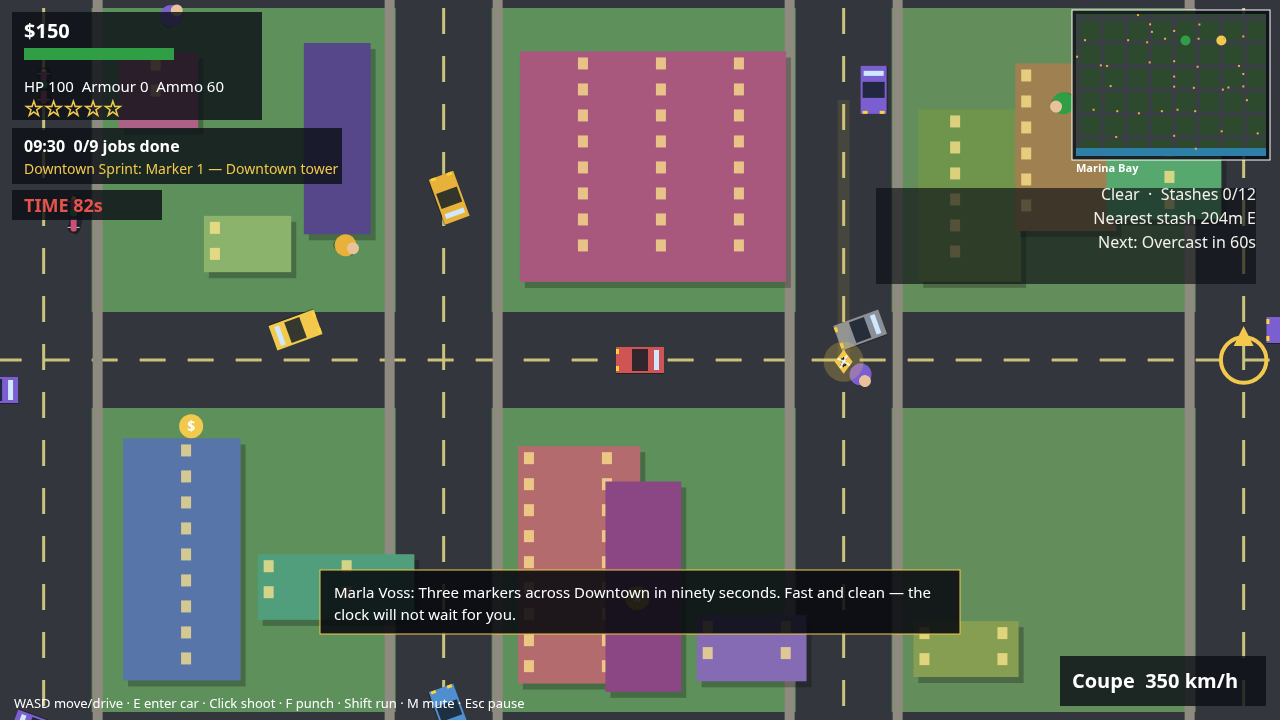 $150
HP 100 Armour 0 Ammo 60
09:30 0/9 jobs done
Downtown Sprint: Marker 1 — Downtown tower
TIME 82s
Marina Bay
Clear · Stashes 0/12
Nearest stash 204m E
Next: Overcast in 60s
$
Marla Voss: Three markers across Downtown in ninety seconds. Fast and clean — the
clock will not wait for you.
Coupe 350 km/h
WASD move/drive · E enter car · Click shoot · F punch · Shift run · M mute · Esc pause